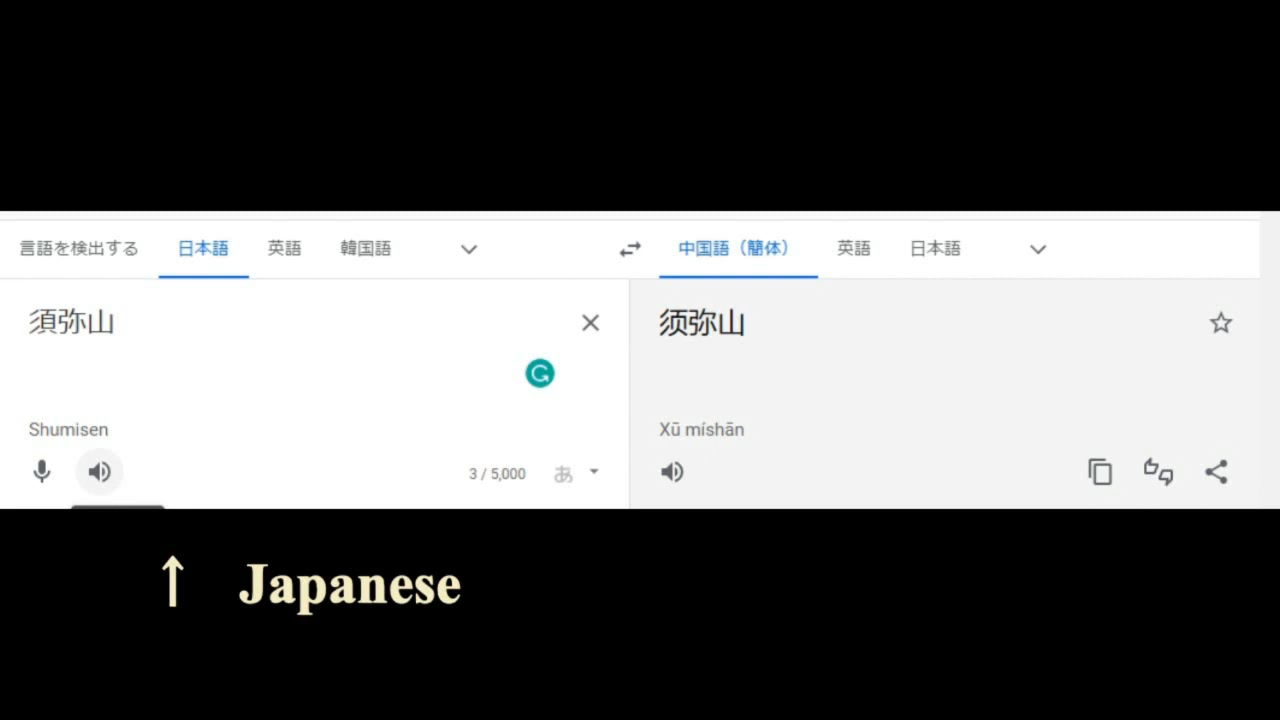 言語を検出する 日本語 英語 韓国語 中国語（簡体） 英語 日本語
須弥山 须弥山
Shumisen Xū míshān
3 / 5,000 あ
↑ Japanese